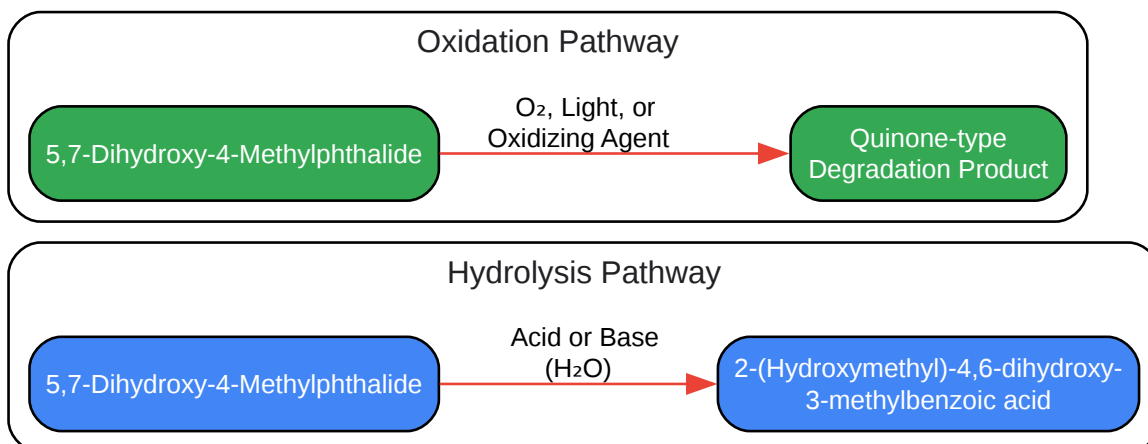 Oxidation Pathway
O₂, Light, or
Oxidizing Agent
5,7-Dihydroxy-4-Methylphthalide
Quinone-type
Degradation Product
Hydrolysis Pathway
Acid or Base
(H₂O)
5,7-Dihydroxy-4-Methylphthalide
2-(Hydroxymethyl)-4,6-dihydroxy-
3-methylbenzoic acid